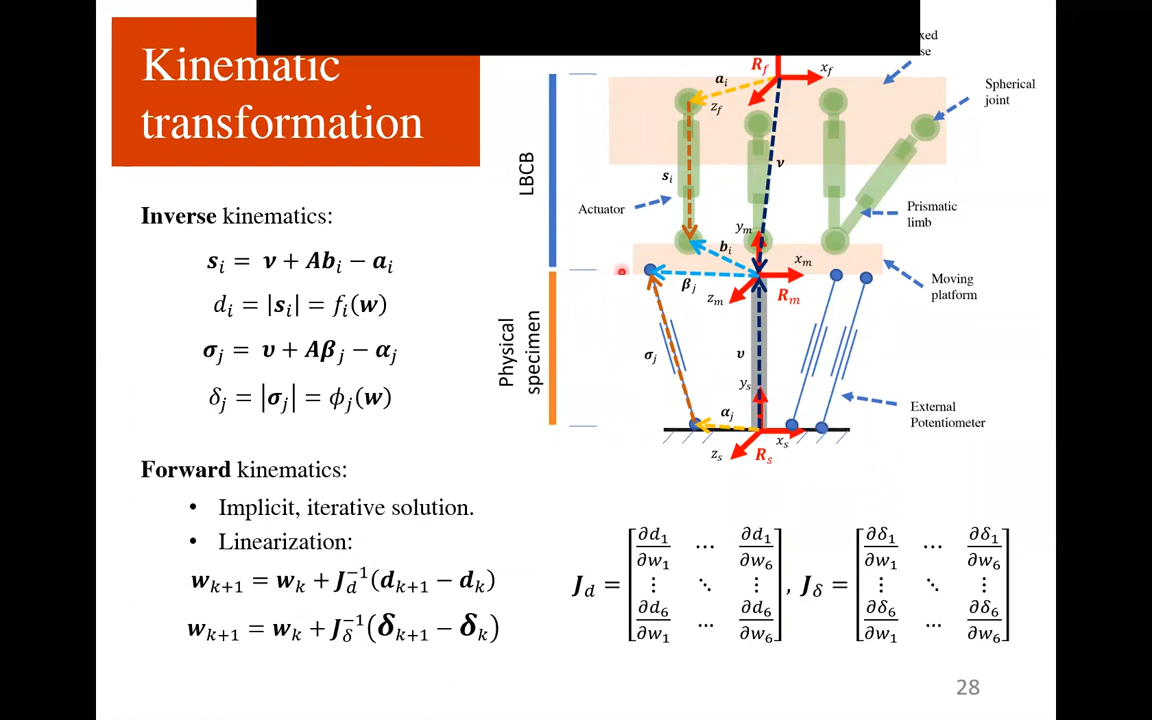 Kinematic
transformation
Inverse kinematics:
𝒔ᵢ = 𝝂 + 𝑨𝒃ᵢ − 𝒂ᵢ
𝑑ᵢ = |𝒔ᵢ| = 𝑓ᵢ(𝒘)
𝝈ⱼ = 𝝊 + 𝑨𝜷ⱼ − 𝜶ⱼ
𝛿ⱼ = |𝝈ⱼ| = 𝜙ⱼ(𝒘)
Forward kinematics:
• Implicit, iterative solution.
• Linearization:
𝒘ₖ₊₁ = 𝒘ₖ + 𝑱_d⁻¹(𝒅ₖ₊₁ − 𝒅ₖ)
𝒘ₖ₊₁ = 𝒘ₖ + 𝑱_δ⁻¹(𝜹ₖ₊₁ − 𝜹ₖ)
LBCB
Physical
specimen
Spherical
joint
Actuator
Prismatic
limb
Moving
platform
External
Potentiometer
R_f
x_f
z_f
𝒂ᵢ
𝒔ᵢ
𝝂
y_m
𝒃ᵢ
x_m
𝜷ⱼ
z_m
R_m
𝝈ⱼ
𝝊
y_s
𝜶ⱼ
x_s
z_s
R_s
𝑱_d = [∂d₁/∂w₁ ⋯ ∂d₁/∂w₆ ⋮ ⋱ ⋮ ∂d₆/∂w₁ ⋯ ∂d₆/∂w₆], 𝑱_δ = [∂δ₁/∂w₁ ⋯ ∂δ₁/∂w₆ ⋮ ⋱ ⋮ ∂δ₆/∂w₁ ⋯ ∂δ₆/∂w₆]
28